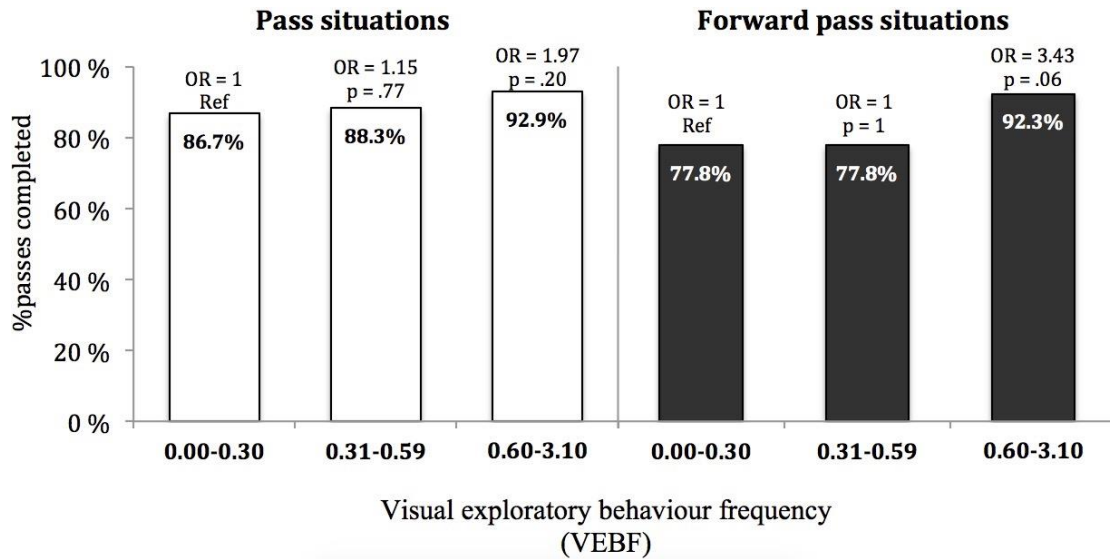 Pass situations
Forward pass situations
%passes completed
100 %
80 %
60 %
40 %
20 %
0 %
OR = 1
Ref
86.7%
OR = 1.15
p = .77
88.3%
OR = 1.97
p = .20
92.9%
OR = 1
Ref
77.8%
OR = 1
p = 1
77.8%
OR = 3.43
p = .06
92.3%
0.00-0.30
0.31-0.59
0.60-3.10
0.00-0.30
0.31-0.59
0.60-3.10
Visual exploratory behaviour frequency
(VEBF)